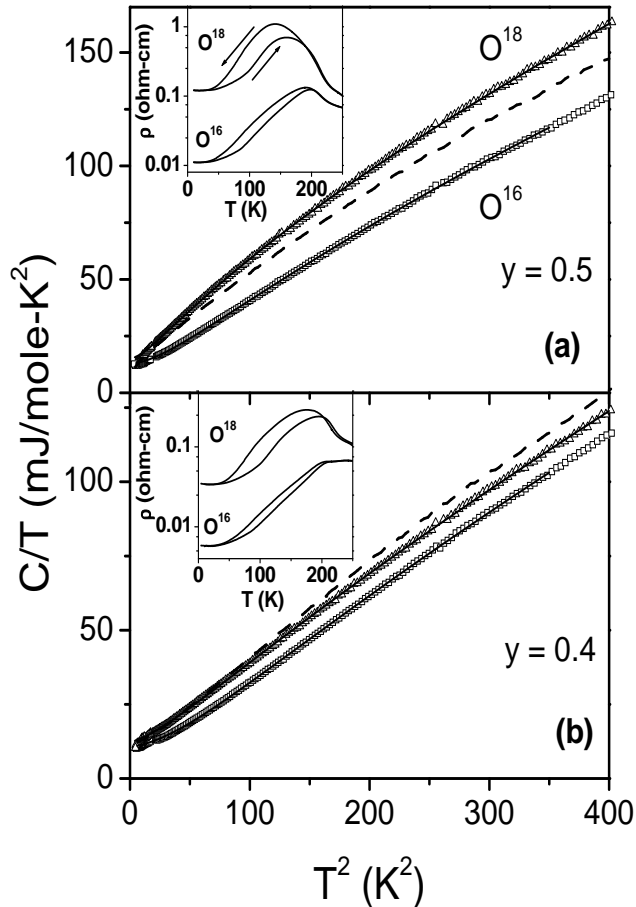 C/T (mJ/mole-K²)
150
100
50
0
O¹⁸
O¹⁶
y = 0.5
(a)
ρ (ohm-cm)
1
0.1
0.01
O¹⁸
O¹⁶
0 100 200
T (K)
100
50
0
y = 0.4
(b)
ρ (ohm-cm)
0.1
0.01
O¹⁸
O¹⁶
0 100 200
T (K)
0 100 200 300 400
T² (K²)